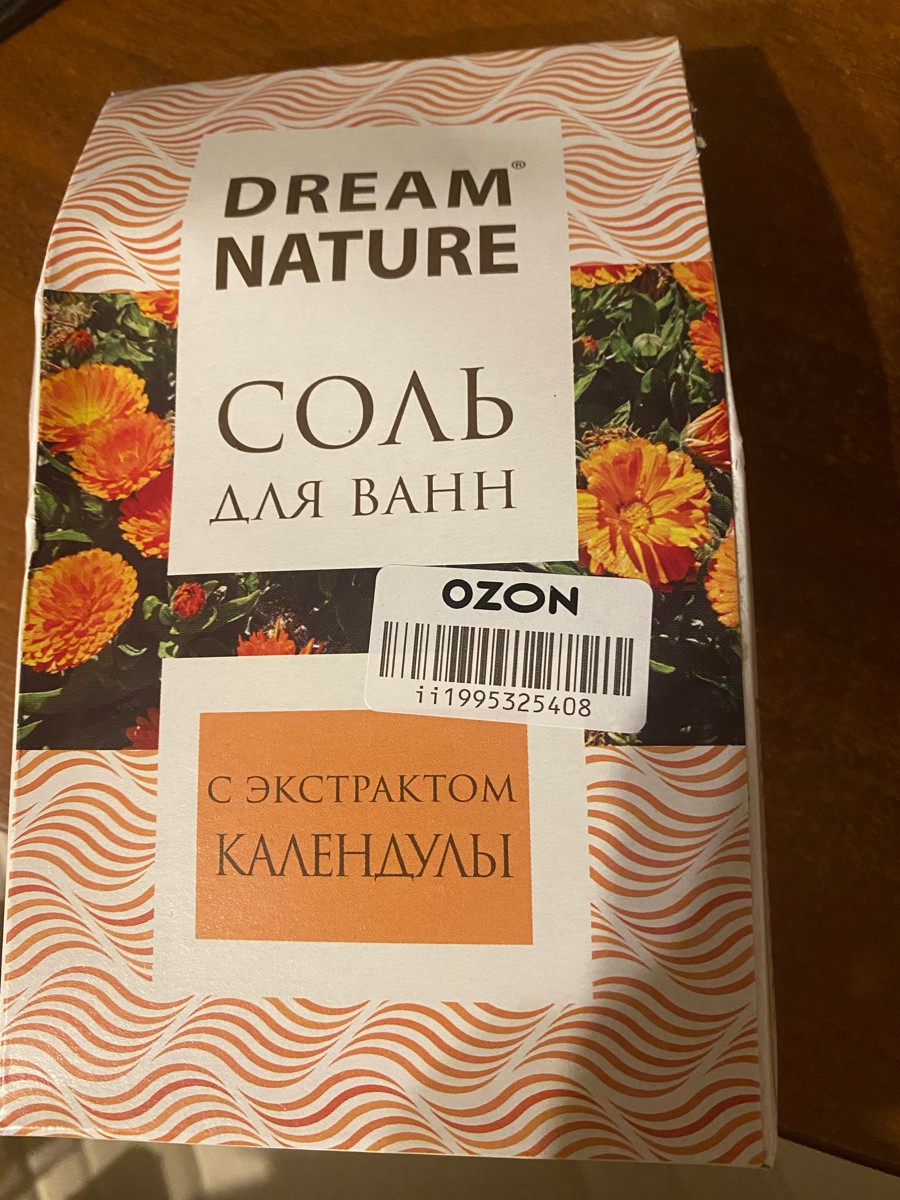 DREAM®
NATURE
СОЛЬ
ДЛЯ ВАНН
OZON
ii1995325408
С ЭКСТРАКТОМ
КАЛЕНДУЛЫ